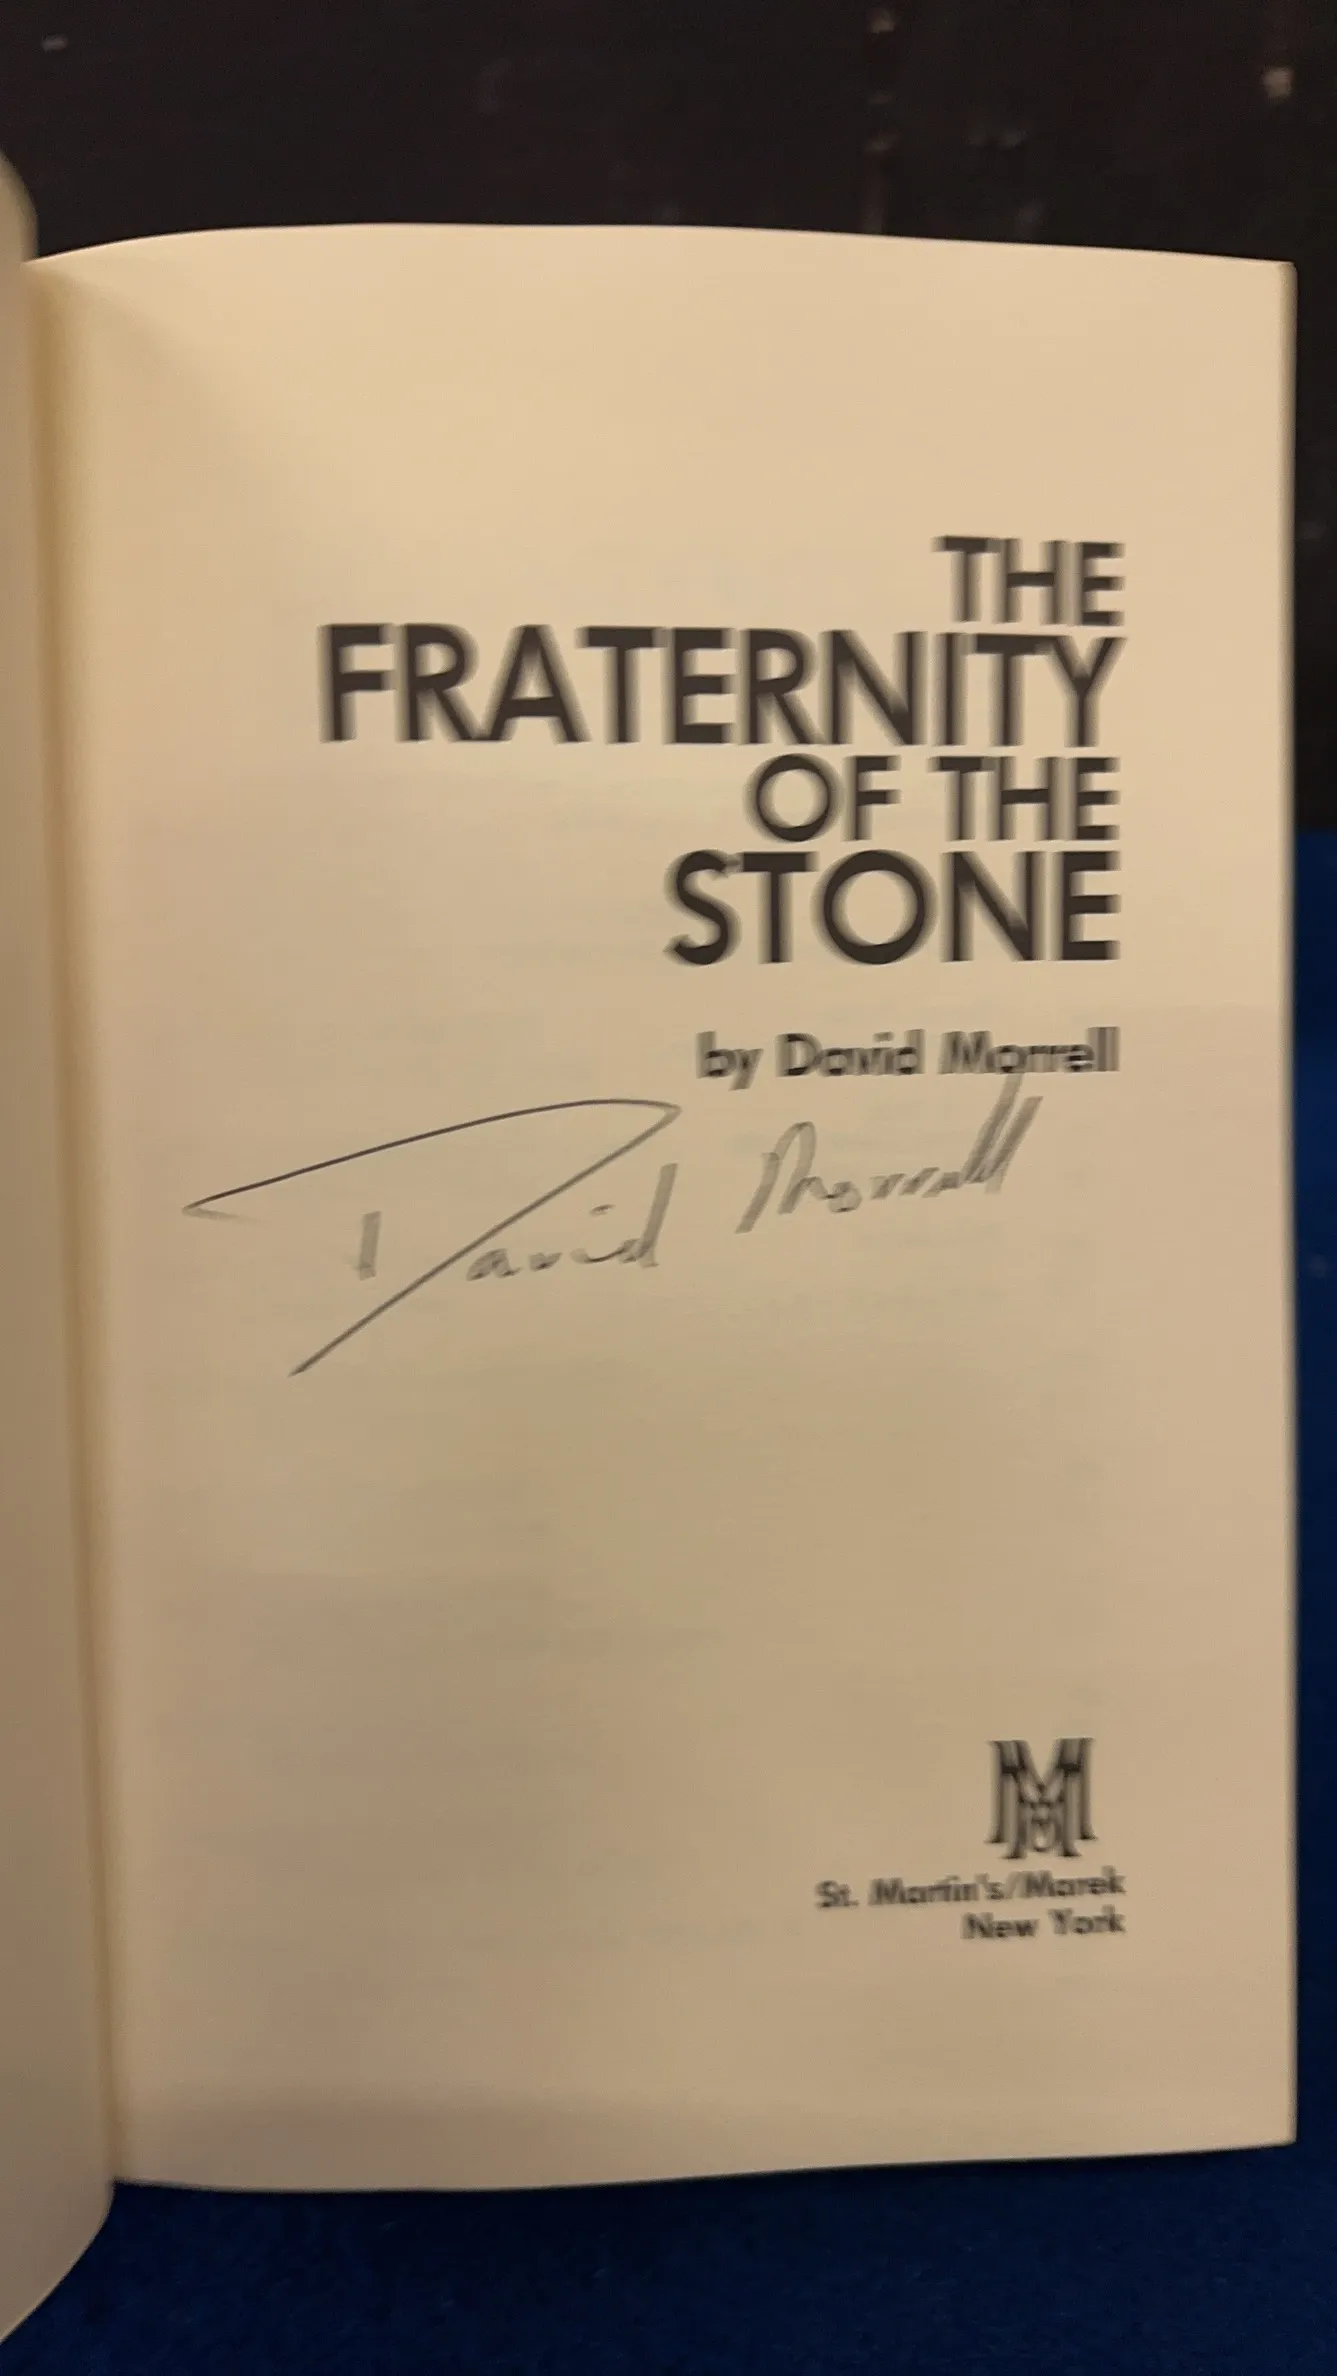 THE
FRATERNITY
OF THE
STONE
by David Morrell
David Morrell
St. Martin's/Marek
New York